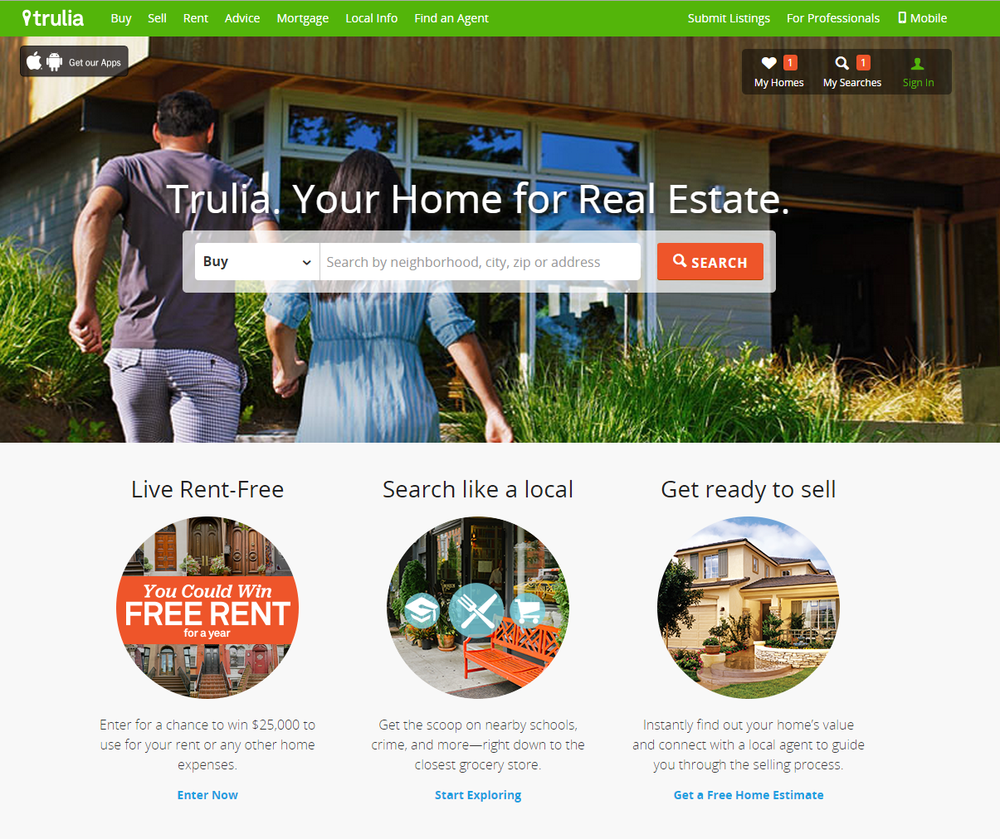 trulia Buy Sell Rent Advice Mortgage Local Info Find an Agent Submit Listings For Professionals Mobile
Get our Apps
1 1
My Homes My Searches Sign In
Trulia. Your Home for Real Estate.
Buy Search by neighborhood, city, zip or address SEARCH
Live Rent-Free
You Could Win
FREE RENT
for a year
Enter for a chance to win $25,000 to
use for your rent or any other home
expenses.
Enter Now
Search like a local
Get the scoop on nearby schools,
crime, and more—right down to the
closest grocery store.
Start Exploring
Get ready to sell
Instantly find out your home's value
and connect with a local agent to guide
you through the selling process.
Get a Free Home Estimate